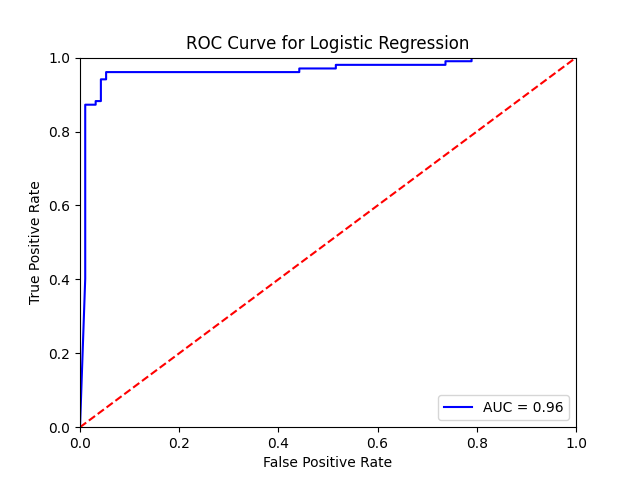 ROC Curve for Logistic Regression
1.0
0.8
0.6
0.4
0.2
0.0
True Positive Rate
AUC = 0.96
0.0 0.2 0.4 0.6 0.8 1.0
False Positive Rate